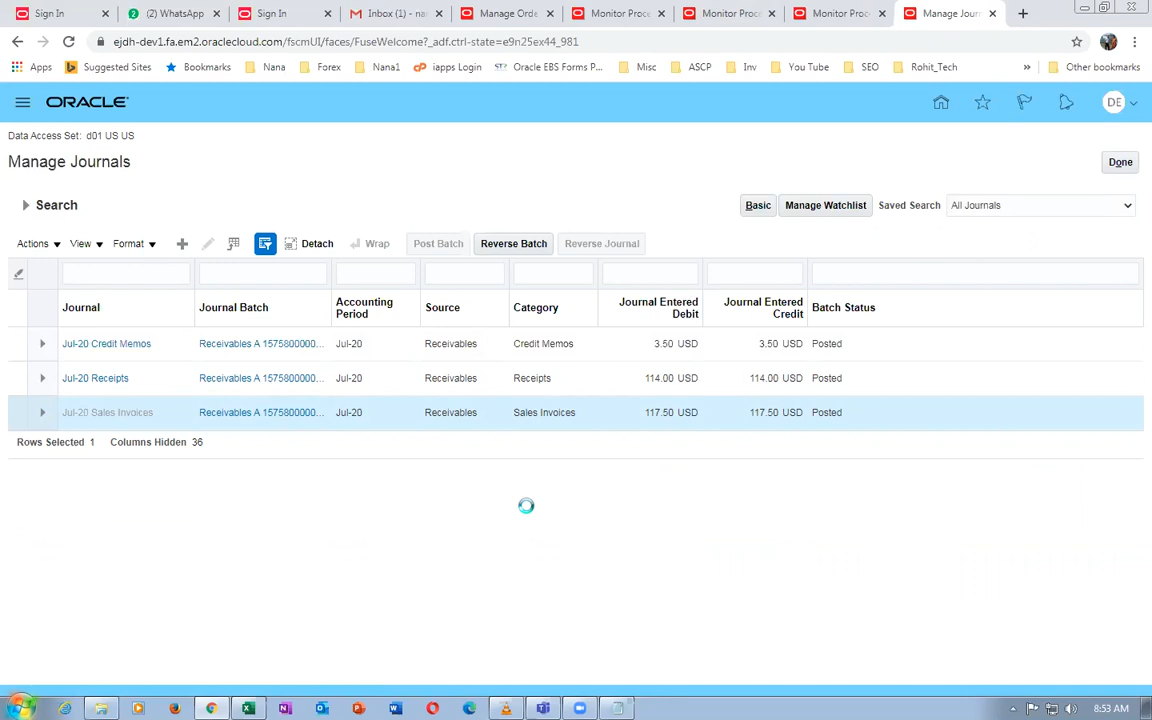 Sign In
(2) WhatsApp
Sign In
Inbox (1) - na
Manage Orde
Monitor Proce
Monitor Proce
Monitor Proce
Manage Journ
ejdh-dev1.fa.em2.oraclecloud.com/fscmUI/faces/FuseWelcome?_adf.ctrl-state=e9n25ex44_981
Apps
Suggested Sites
Bookmarks
Nana
Forex
Nana1
iapps Login
Oracle EBS Forms P...
Misc
ASCP
Inv
You Tube
SEO
Rohit_Tech
»
Other bookmarks
ORACLE
DE
Data Access Set: d01 US US
Manage Journals
Done
Search
Basic
Manage Watchlist
Saved Search
All Journals
Actions
View
Format
Detach
Wrap
Post Batch
Reverse Batch
Reverse Journal
Journal
Journal Batch
Accounting Period
Source
Category
Journal Entered Debit
Journal Entered Credit
Batch Status
Jul-20 Credit Memos Receivables A 1575800000... Jul-20 Receivables Credit Memos 3.50 USD 3.50 USD Posted
Jul-20 Receipts Receivables A 1575800000... Jul-20 Receivables Receipts 114.00 USD 114.00 USD Posted
Jul-20 Sales Invoices Receivables A 1575800000... Jul-20 Receivables Sales Invoices 117.50 USD 117.50 USD Posted
Rows Selected 1 Columns Hidden 36
8:53 AM